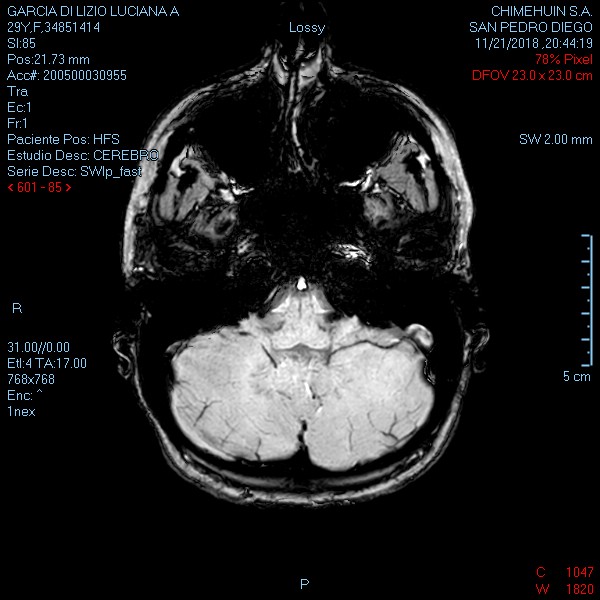 GARCIA DI LIZIO LUCIANA A
29Y,F,34851414
Sl:85
Pos:21.73 mm
Acc#: 200500030955
Tra
Ec:1
Fr:1
Paciente Pos: HFS
Estudio Desc: CEREBRO
Serie Desc: SWIp_fast
< 601 - 85 >
Lossy
CHIMEHUIN S.A.
SAN PEDRO DIEGO
11/21/2018 ,20:44:19
78% Pixel
DFOV 23.0 x 23.0 cm
SW 2.00 mm
R
31.00//0.00
Etl:4 TA:17.00
768x768
Enc: ^
1nex
5 cm
P
C 1047
W 1820